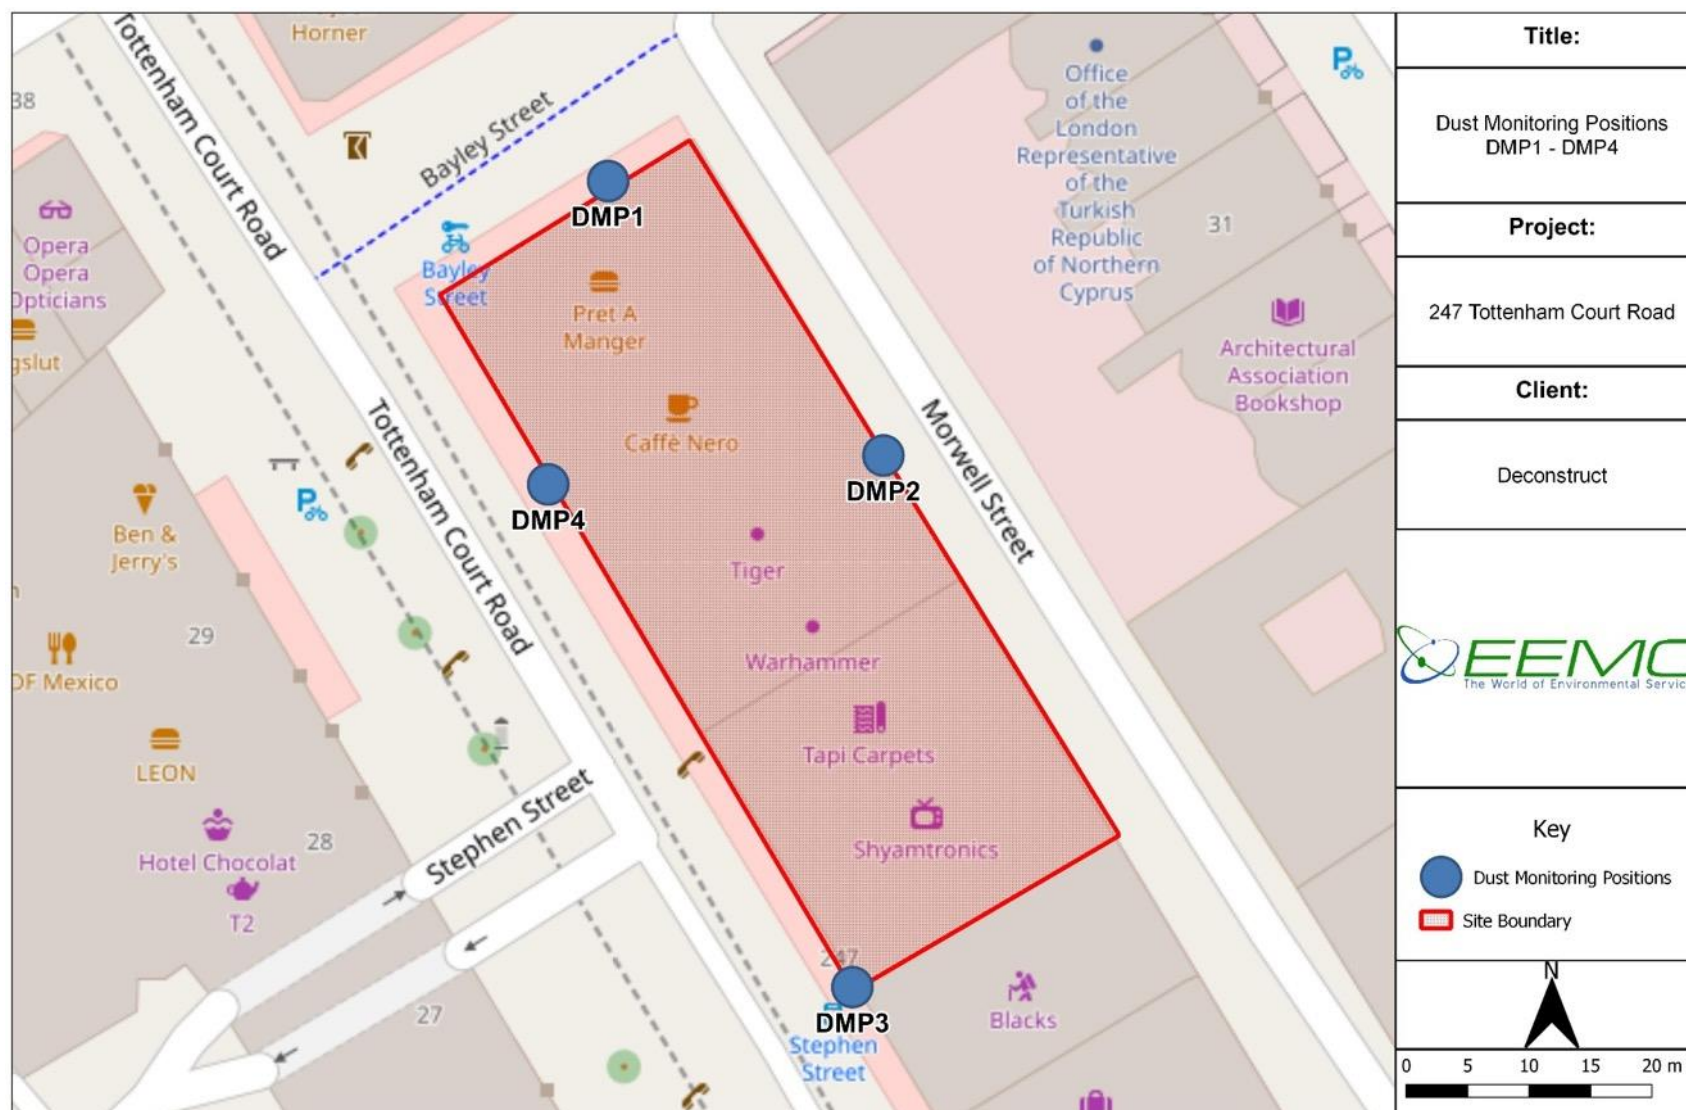 Horner
38
Tottenham Court Road
Bayley Street
Office
of the
London
Representative
of the
Turkish
Republic
of Northern
Cyprus
31
P
Opera
Opera
Opticians
Bayley
Street
DMP1
Pret A
Manger
Architectural
Association
Bookshop
Caffè Nero
Tottenham Court Road
Morwell Street
DMP2
DMP4
P
Ben &
Jerry's
Tiger
29
Warhammer
DF Mexico
Tapi Carpets
LEON
Stephen Street
Shyamtronics
28
Hotel Chocolat
T2
247
27
DMP3
Blacks
Stephen
Street
Title:
Dust Monitoring Positions
DMP1 - DMP4
Project:
247 Tottenham Court Road
Client:
Deconstruct
EEMC
The World of Environmental Servic
Key
Dust Monitoring Positions
Site Boundary
N
0 5 10 15 20 m